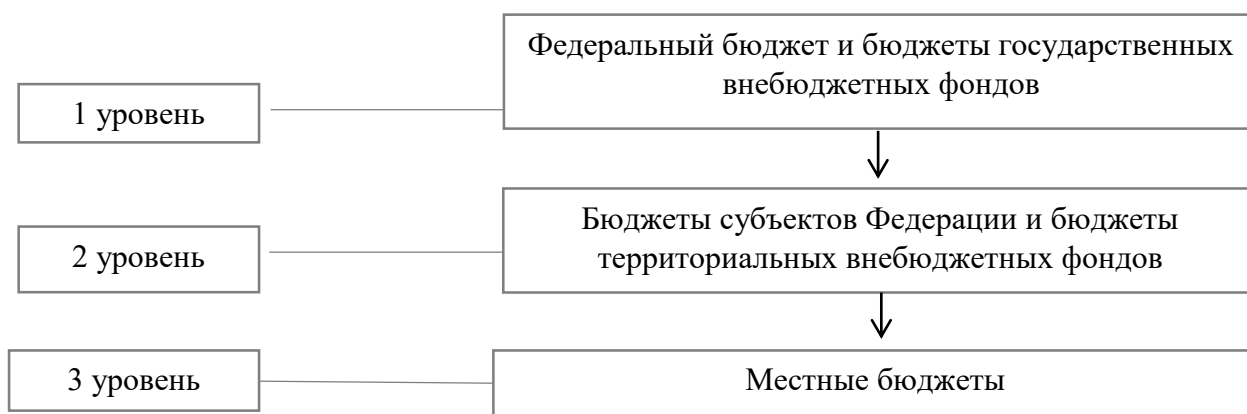 Федеральный бюджет и бюджеты государственных
внебюджетных фондов
1 уровень
Бюджеты субъектов Федерации и бюджеты
территориальных внебюджетных фондов
2 уровень
3 уровень
Местные бюджеты